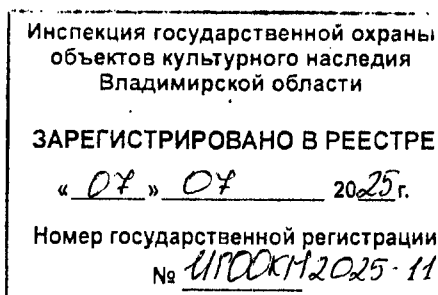 Инспекция государственной охраны
объектов культурного наследия
Владимирской области
ЗАРЕГИСТРИРОВАНО В РЕЕСТРЕ
« 07 » 07 2025 г.
Номер государственной регистрации
№ ИГООКН2025-11